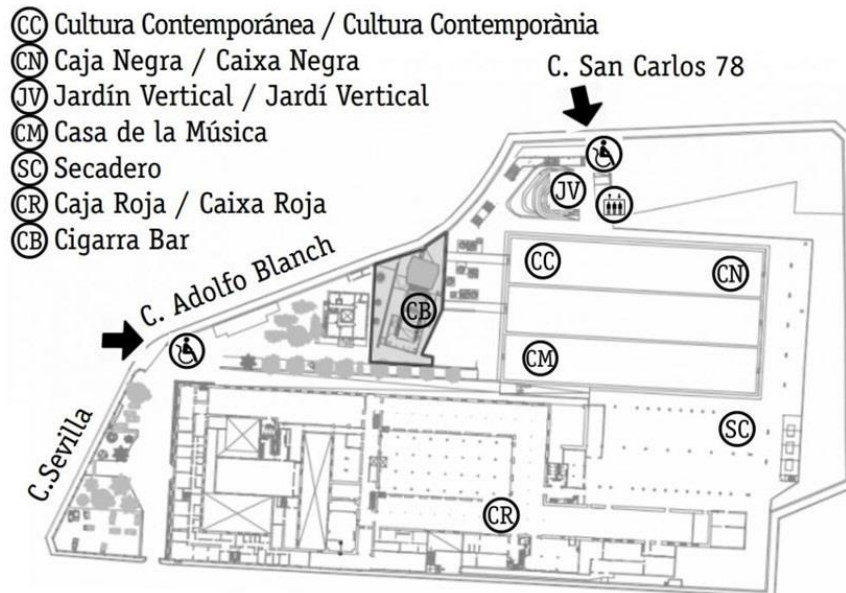 CC Cultura Contemporánea / Cultura Contemporània
CN Caja Negra / Caixa Negra
JV Jardín Vertical / Jardí Vertical
CM Casa de la Música
SC Secadero
CR Caja Roja / Caixa Roja
CB Cigarra Bar
C. San Carlos 78
JV
C. Adolfo Blanch
CC
CN
CB
CM
C.Sevilla
SC
CR